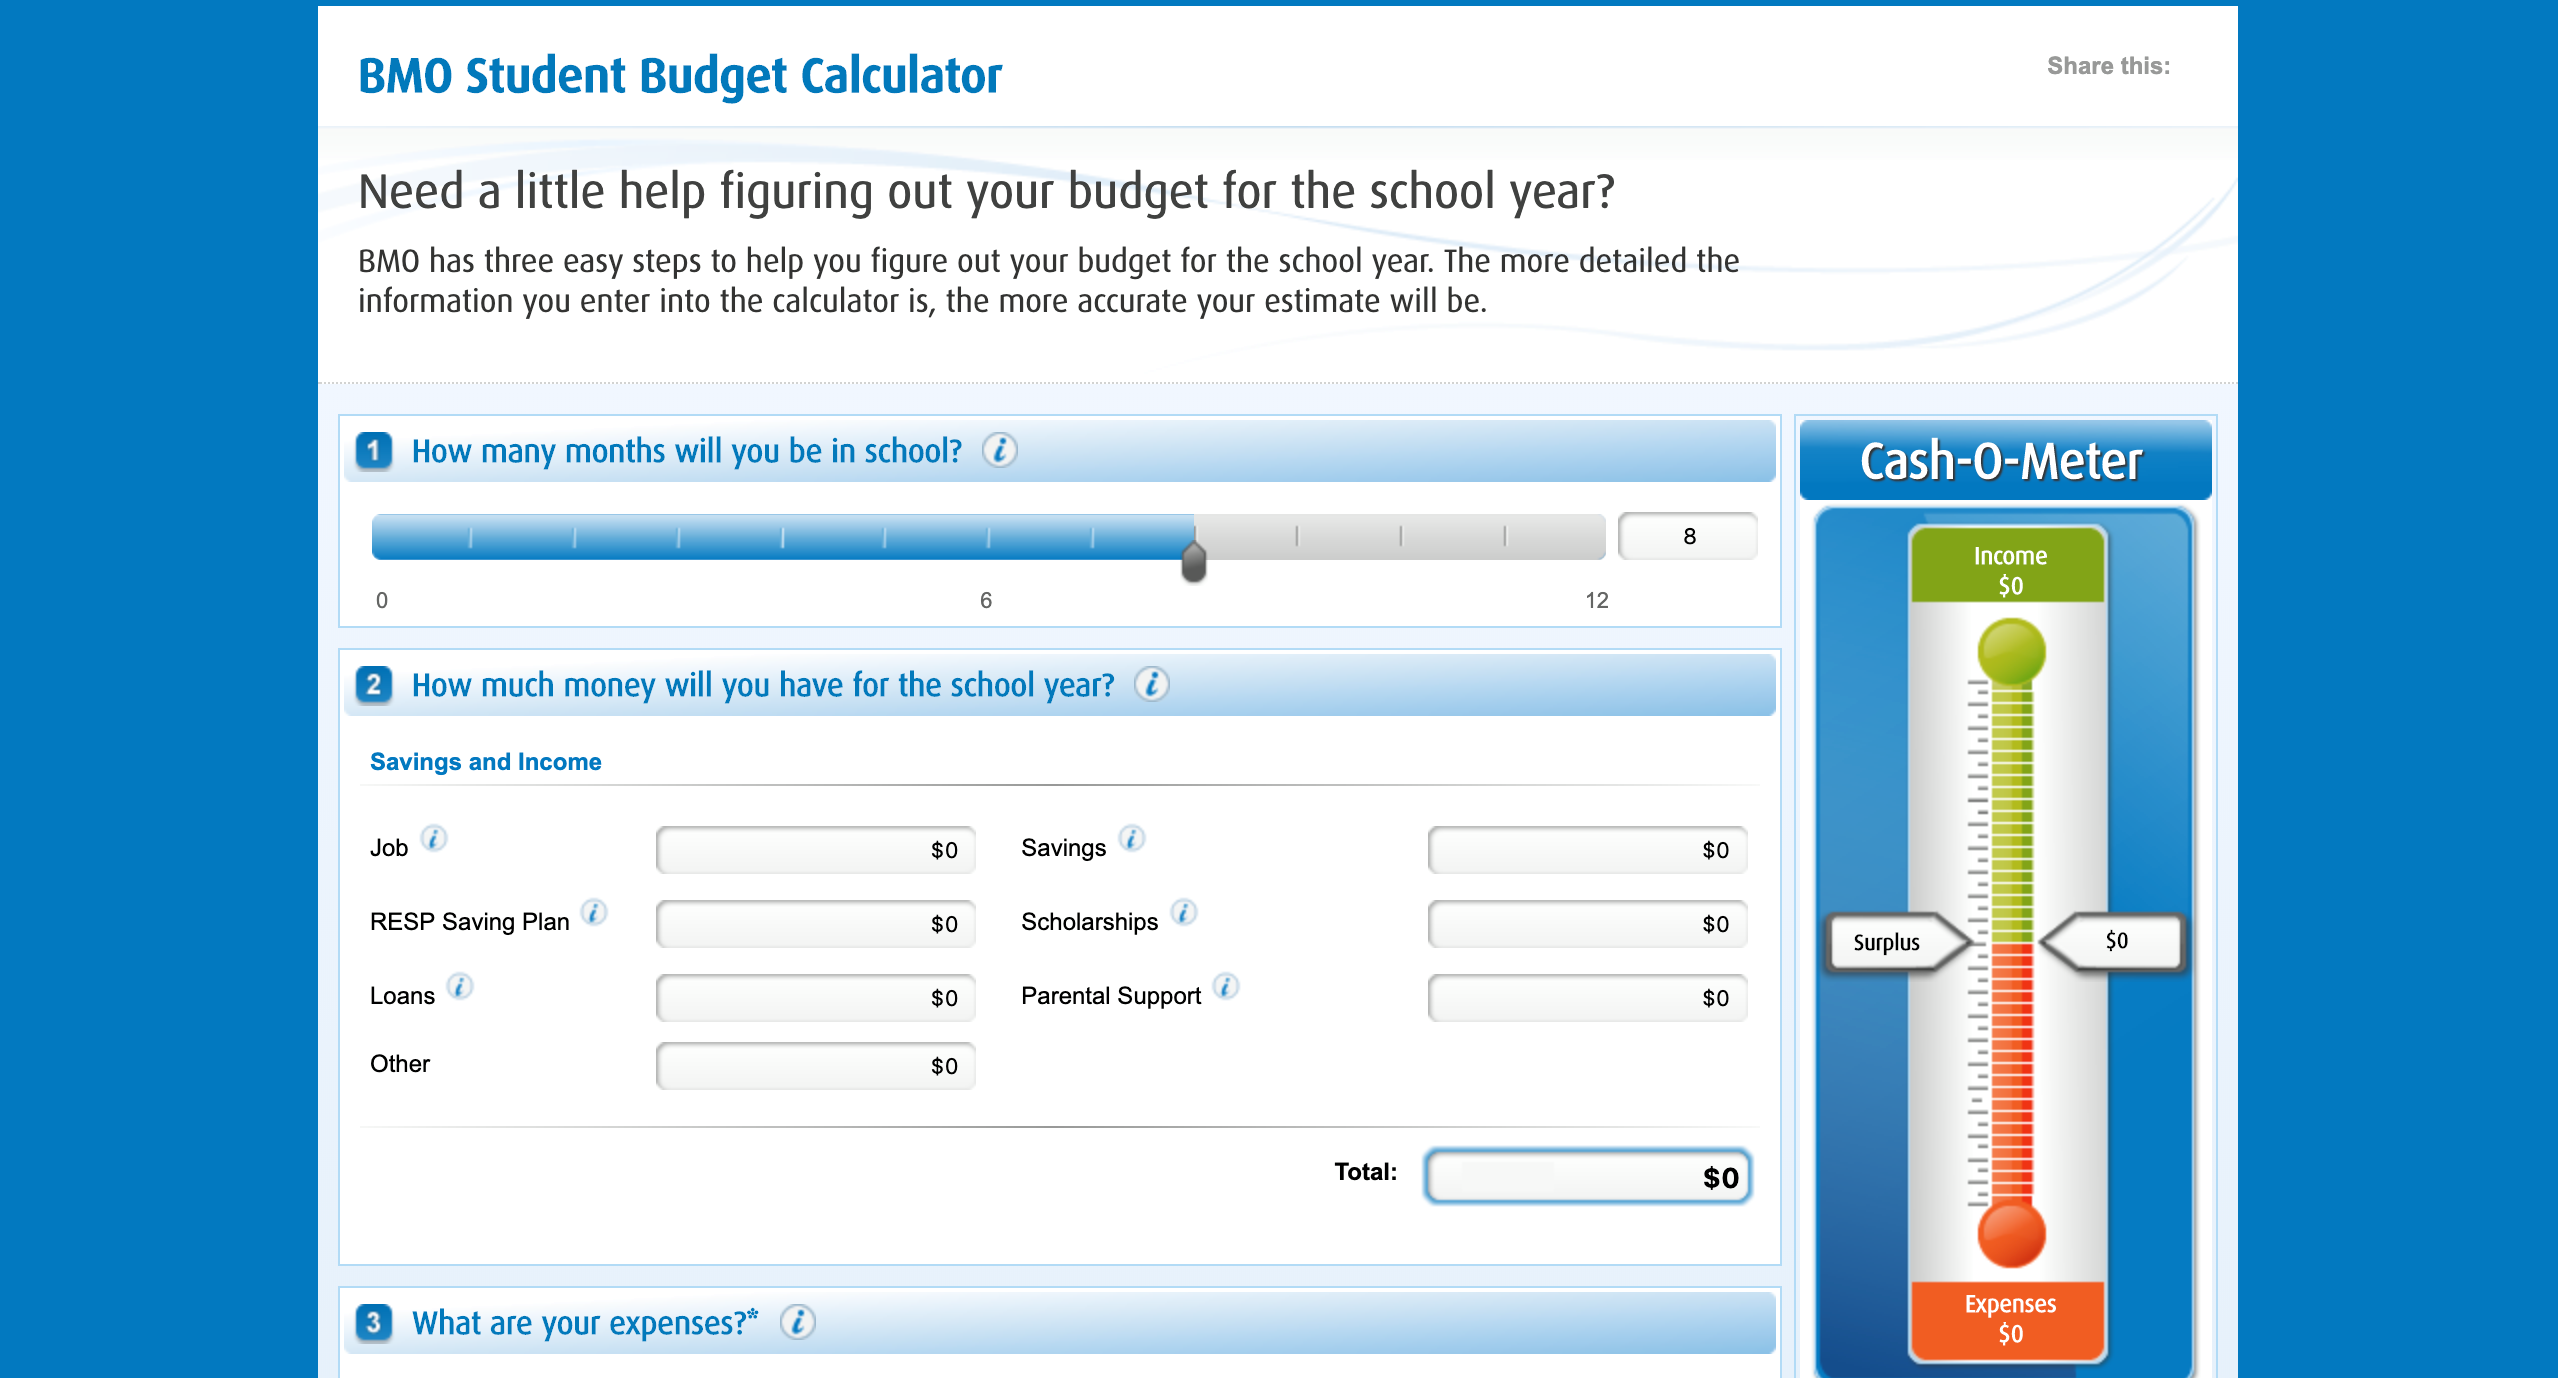 BMO Student Budget Calculator
Share this:
Need a little help figuring out your budget for the school year?
BMO has three easy steps to help you figure out your budget for the school year. The more detailed the
information you enter into the calculator is, the more accurate your estimate will be.
1 How many months will you be in school? i
8
0 6 12
2 How much money will you have for the school year? i
Savings and Income
Job i $0 Savings i $0
RESP Saving Plan i $0 Scholarships i $0
Loans i $0 Parental Support i $0
Other $0
Total: $0
3 What are your expenses?* i
Cash-O-Meter
Income
$0
Surplus $0
Expenses
$0